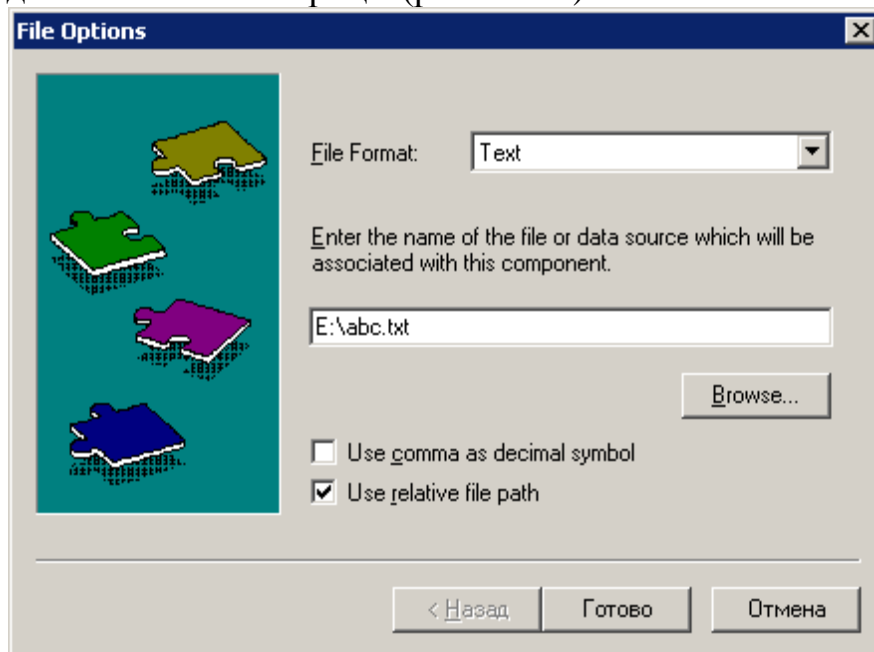 File Options
File Format: Text
Enter the name of the file or data source which will be
associated with this component.
E:\abc.txt
Browse...
Use comma as decimal symbol
Use relative file path
< Назад Готово Отмена